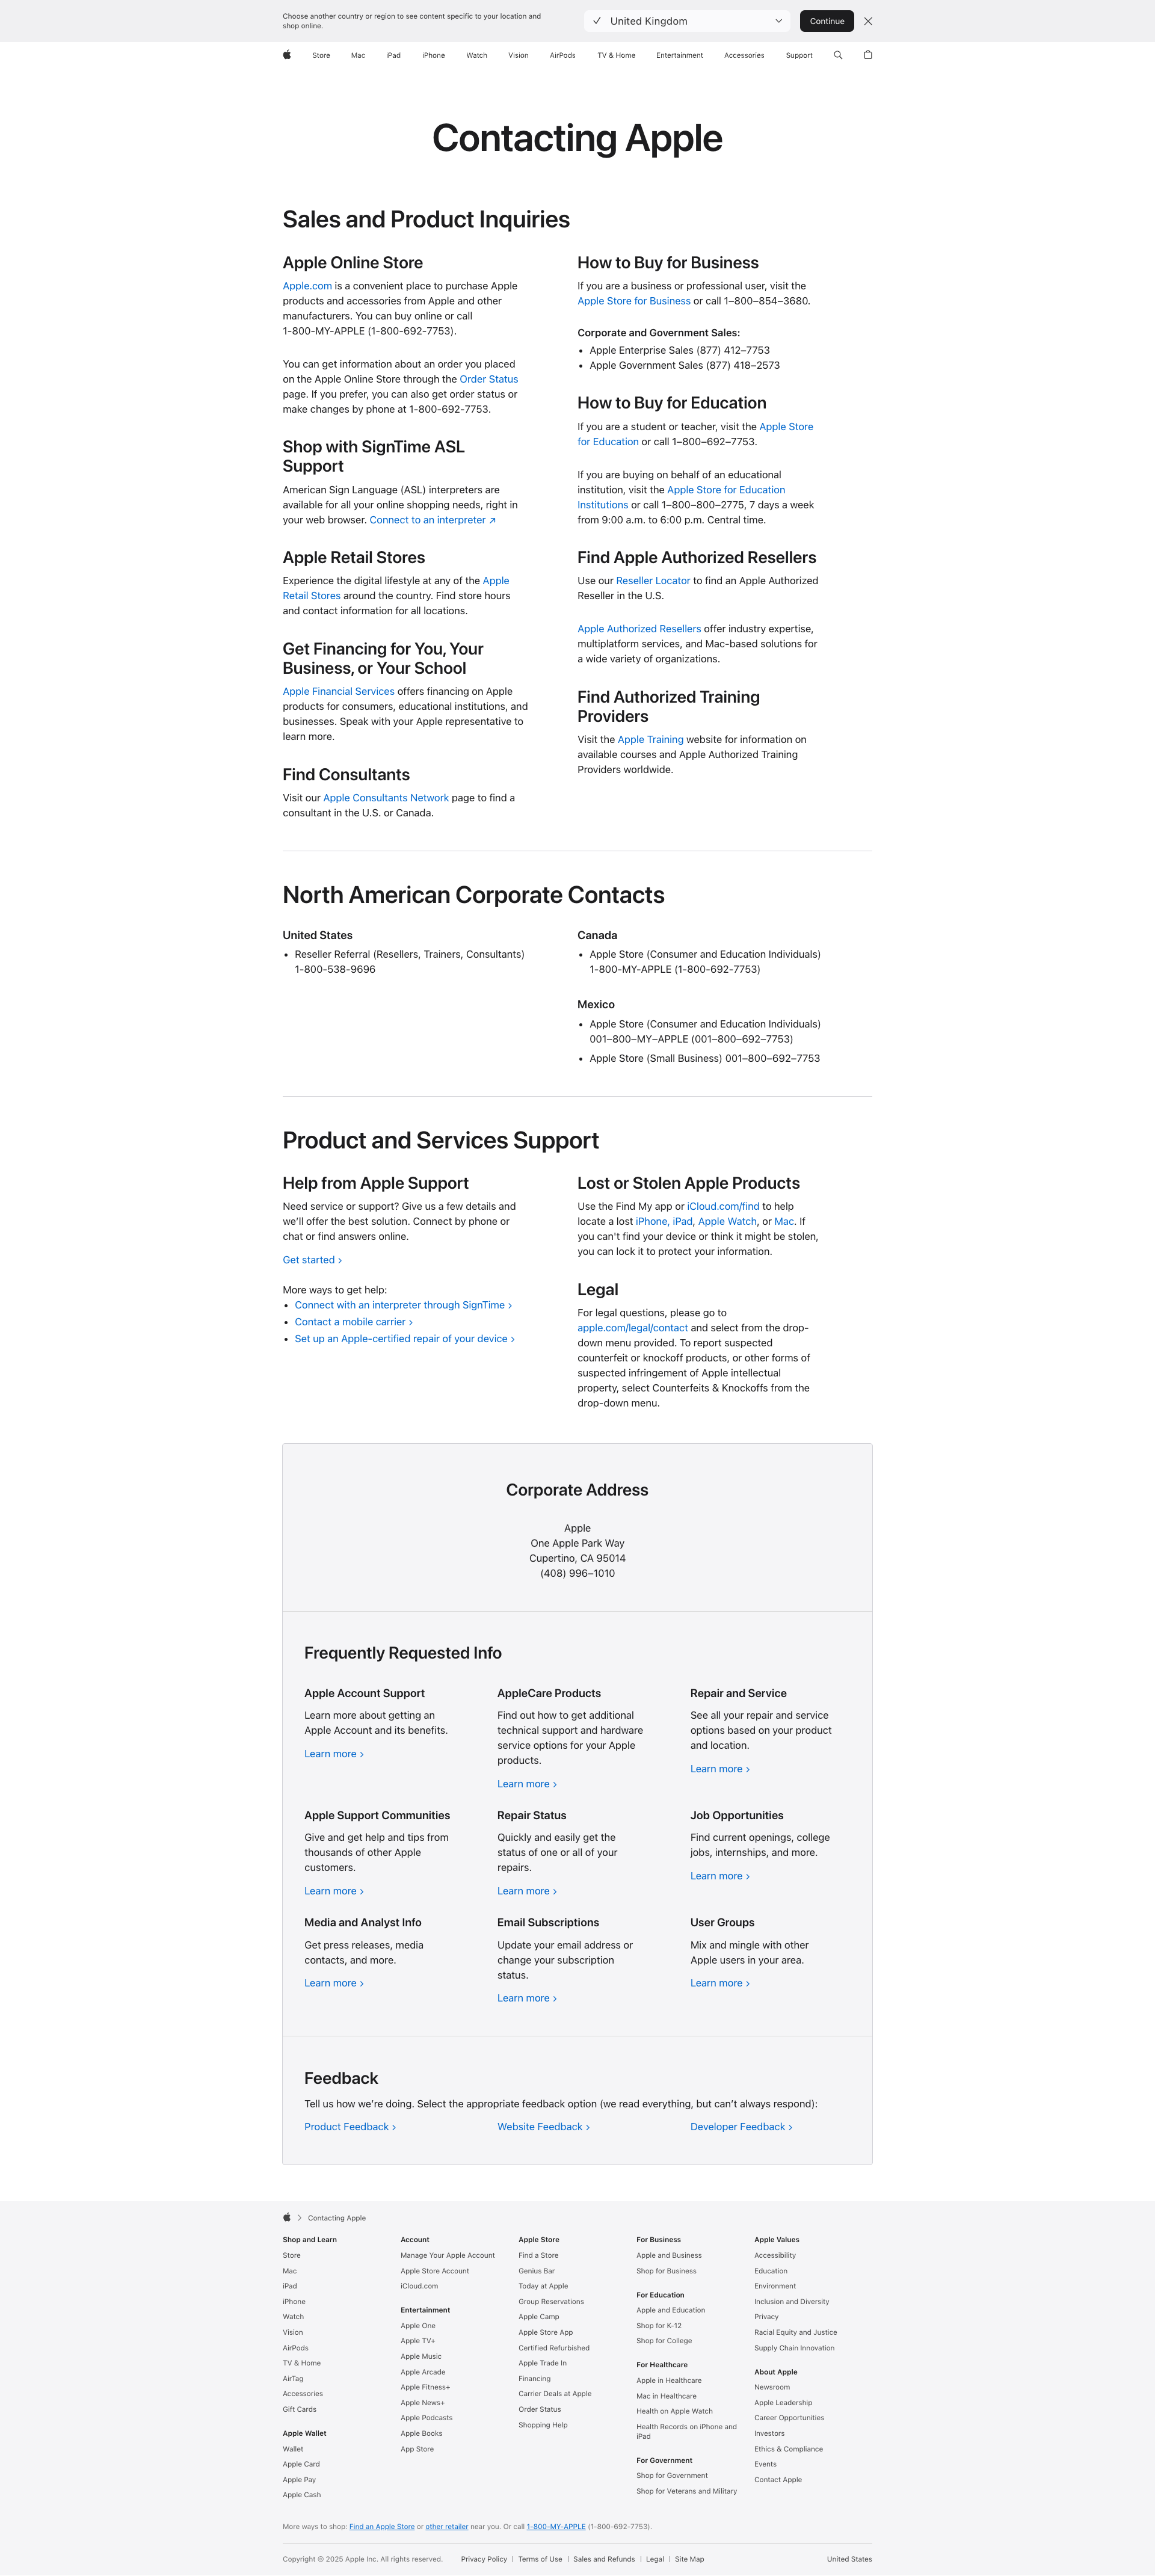 Choose another country or region to see content specific to your location and
shop online.
United Kingdom
Continue
Store
Mac
iPad
iPhone
Watch
Vision
AirPods
TV & Home
Entertainment
Accessories
Support
Contacting Apple
Sales and Product Inquiries
Apple Online Store
Apple.com is a convenient place to purchase Apple
products and accessories from Apple and other
manufacturers. You can buy online or call
1-800-MY-APPLE (1-800-692-7753).
You can get information about an order you placed
on the Apple Online Store through the Order Status
page. If you prefer, you can also get order status or
make changes by phone at 1-800-692-7753.
Shop with SignTime ASL
Support
American Sign Language (ASL) interpreters are
available for all your online shopping needs, right in
your web browser. Connect to an interpreter ↗
Apple Retail Stores
Experience the digital lifestyle at any of the Apple
Retail Stores around the country. Find store hours
and contact information for all locations.
Get Financing for You, Your
Business, or Your School
Apple Financial Services offers financing on Apple
products for consumers, educational institutions, and
businesses. Speak with your Apple representative to
learn more.
Find Consultants
Visit our Apple Consultants Network page to find a
consultant in the U.S. or Canada.
How to Buy for Business
If you are a business or professional user, visit the
Apple Store for Business or call 1–800–854–3680.
Corporate and Government Sales:
• Apple Enterprise Sales (877) 412–7753
• Apple Government Sales (877) 418–2573
How to Buy for Education
If you are a student or teacher, visit the Apple Store
for Education or call 1–800–692–7753.
If you are buying on behalf of an educational
institution, visit the Apple Store for Education
Institutions or call 1–800–800–2775, 7 days a week
from 9:00 a.m. to 6:00 p.m. Central time.
Find Apple Authorized Resellers
Use our Reseller Locator to find an Apple Authorized
Reseller in the U.S.
Apple Authorized Resellers offer industry expertise,
multiplatform services, and Mac-based solutions for
a wide variety of organizations.
Find Authorized Training
Providers
Visit the Apple Training website for information on
available courses and Apple Authorized Training
Providers worldwide.
North American Corporate Contacts
United States
• Reseller Referral (Resellers, Trainers, Consultants)
1-800-538-9696
Canada
• Apple Store (Consumer and Education Individuals)
1-800-MY-APPLE (1-800-692-7753)
Mexico
• Apple Store (Consumer and Education Individuals)
001–800–MY–APPLE (001–800–692–7753)
• Apple Store (Small Business) 001–800–692–7753
Product and Services Support
Help from Apple Support
Need service or support? Give us a few details and
we’ll offer the best solution. Connect by phone or
chat or find answers online.
Get started >
More ways to get help:
• Connect with an interpreter through SignTime >
• Contact a mobile carrier >
• Set up an Apple-certified repair of your device >
Lost or Stolen Apple Products
Use the Find My app or iCloud.com/find to help
locate a lost iPhone, iPad, Apple Watch, or Mac. If
you can't find your device or think it might be stolen,
you can lock it to protect your information.
Legal
For legal questions, please go to
apple.com/legal/contact and select from the drop-
down menu provided. To report suspected
counterfeit or knockoff products, or other forms of
suspected infringement of Apple intellectual
property, select Counterfeits & Knockoffs from the
drop-down menu.
Corporate Address
Apple
One Apple Park Way
Cupertino, CA 95014
(408) 996–1010
Frequently Requested Info
Apple Account Support
Learn more about getting an
Apple Account and its benefits.
Learn more >
AppleCare Products
Find out how to get additional
technical support and hardware
service options for your Apple
products.
Learn more >
Repair and Service
See all your repair and service
options based on your product
and location.
Learn more >
Apple Support Communities
Give and get help and tips from
thousands of other Apple
customers.
Learn more >
Repair Status
Quickly and easily get the
status of one or all of your
repairs.
Learn more >
Job Opportunities
Find current openings, college
jobs, internships, and more.
Learn more >
Media and Analyst Info
Get press releases, media
contacts, and more.
Learn more >
Email Subscriptions
Update your email address or
change your subscription
status.
Learn more >
User Groups
Mix and mingle with other
Apple users in your area.
Learn more >
Feedback
Tell us how we’re doing. Select the appropriate feedback option (we read everything, but can’t always respond):
Product Feedback >
Website Feedback >
Developer Feedback >
Contacting Apple
Shop and Learn
Store
Mac
iPad
iPhone
Watch
Vision
AirPods
TV & Home
AirTag
Accessories
Gift Cards
Apple Wallet
Wallet
Apple Card
Apple Pay
Apple Cash
Account
Manage Your Apple Account
Apple Store Account
iCloud.com
Entertainment
Apple One
Apple TV+
Apple Music
Apple Arcade
Apple Fitness+
Apple News+
Apple Podcasts
Apple Books
App Store
Apple Store
Find a Store
Genius Bar
Today at Apple
Group Reservations
Apple Camp
Apple Store App
Certified Refurbished
Apple Trade In
Financing
Carrier Deals at Apple
Order Status
Shopping Help
For Business
Apple and Business
Shop for Business
For Education
Apple and Education
Shop for K-12
Shop for College
For Healthcare
Apple in Healthcare
Mac in Healthcare
Health on Apple Watch
Health Records on iPhone and
iPad
For Government
Shop for Government
Shop for Veterans and Military
Apple Values
Accessibility
Education
Environment
Inclusion and Diversity
Privacy
Racial Equity and Justice
Supply Chain Innovation
About Apple
Newsroom
Apple Leadership
Career Opportunities
Investors
Ethics & Compliance
Events
Contact Apple
More ways to shop: Find an Apple Store or other retailer near you. Or call 1-800-MY-APPLE (1-800-692-7753).
Copyright © 2025 Apple Inc. All rights reserved.
Privacy Policy | Terms of Use | Sales and Refunds | Legal | Site Map
United States